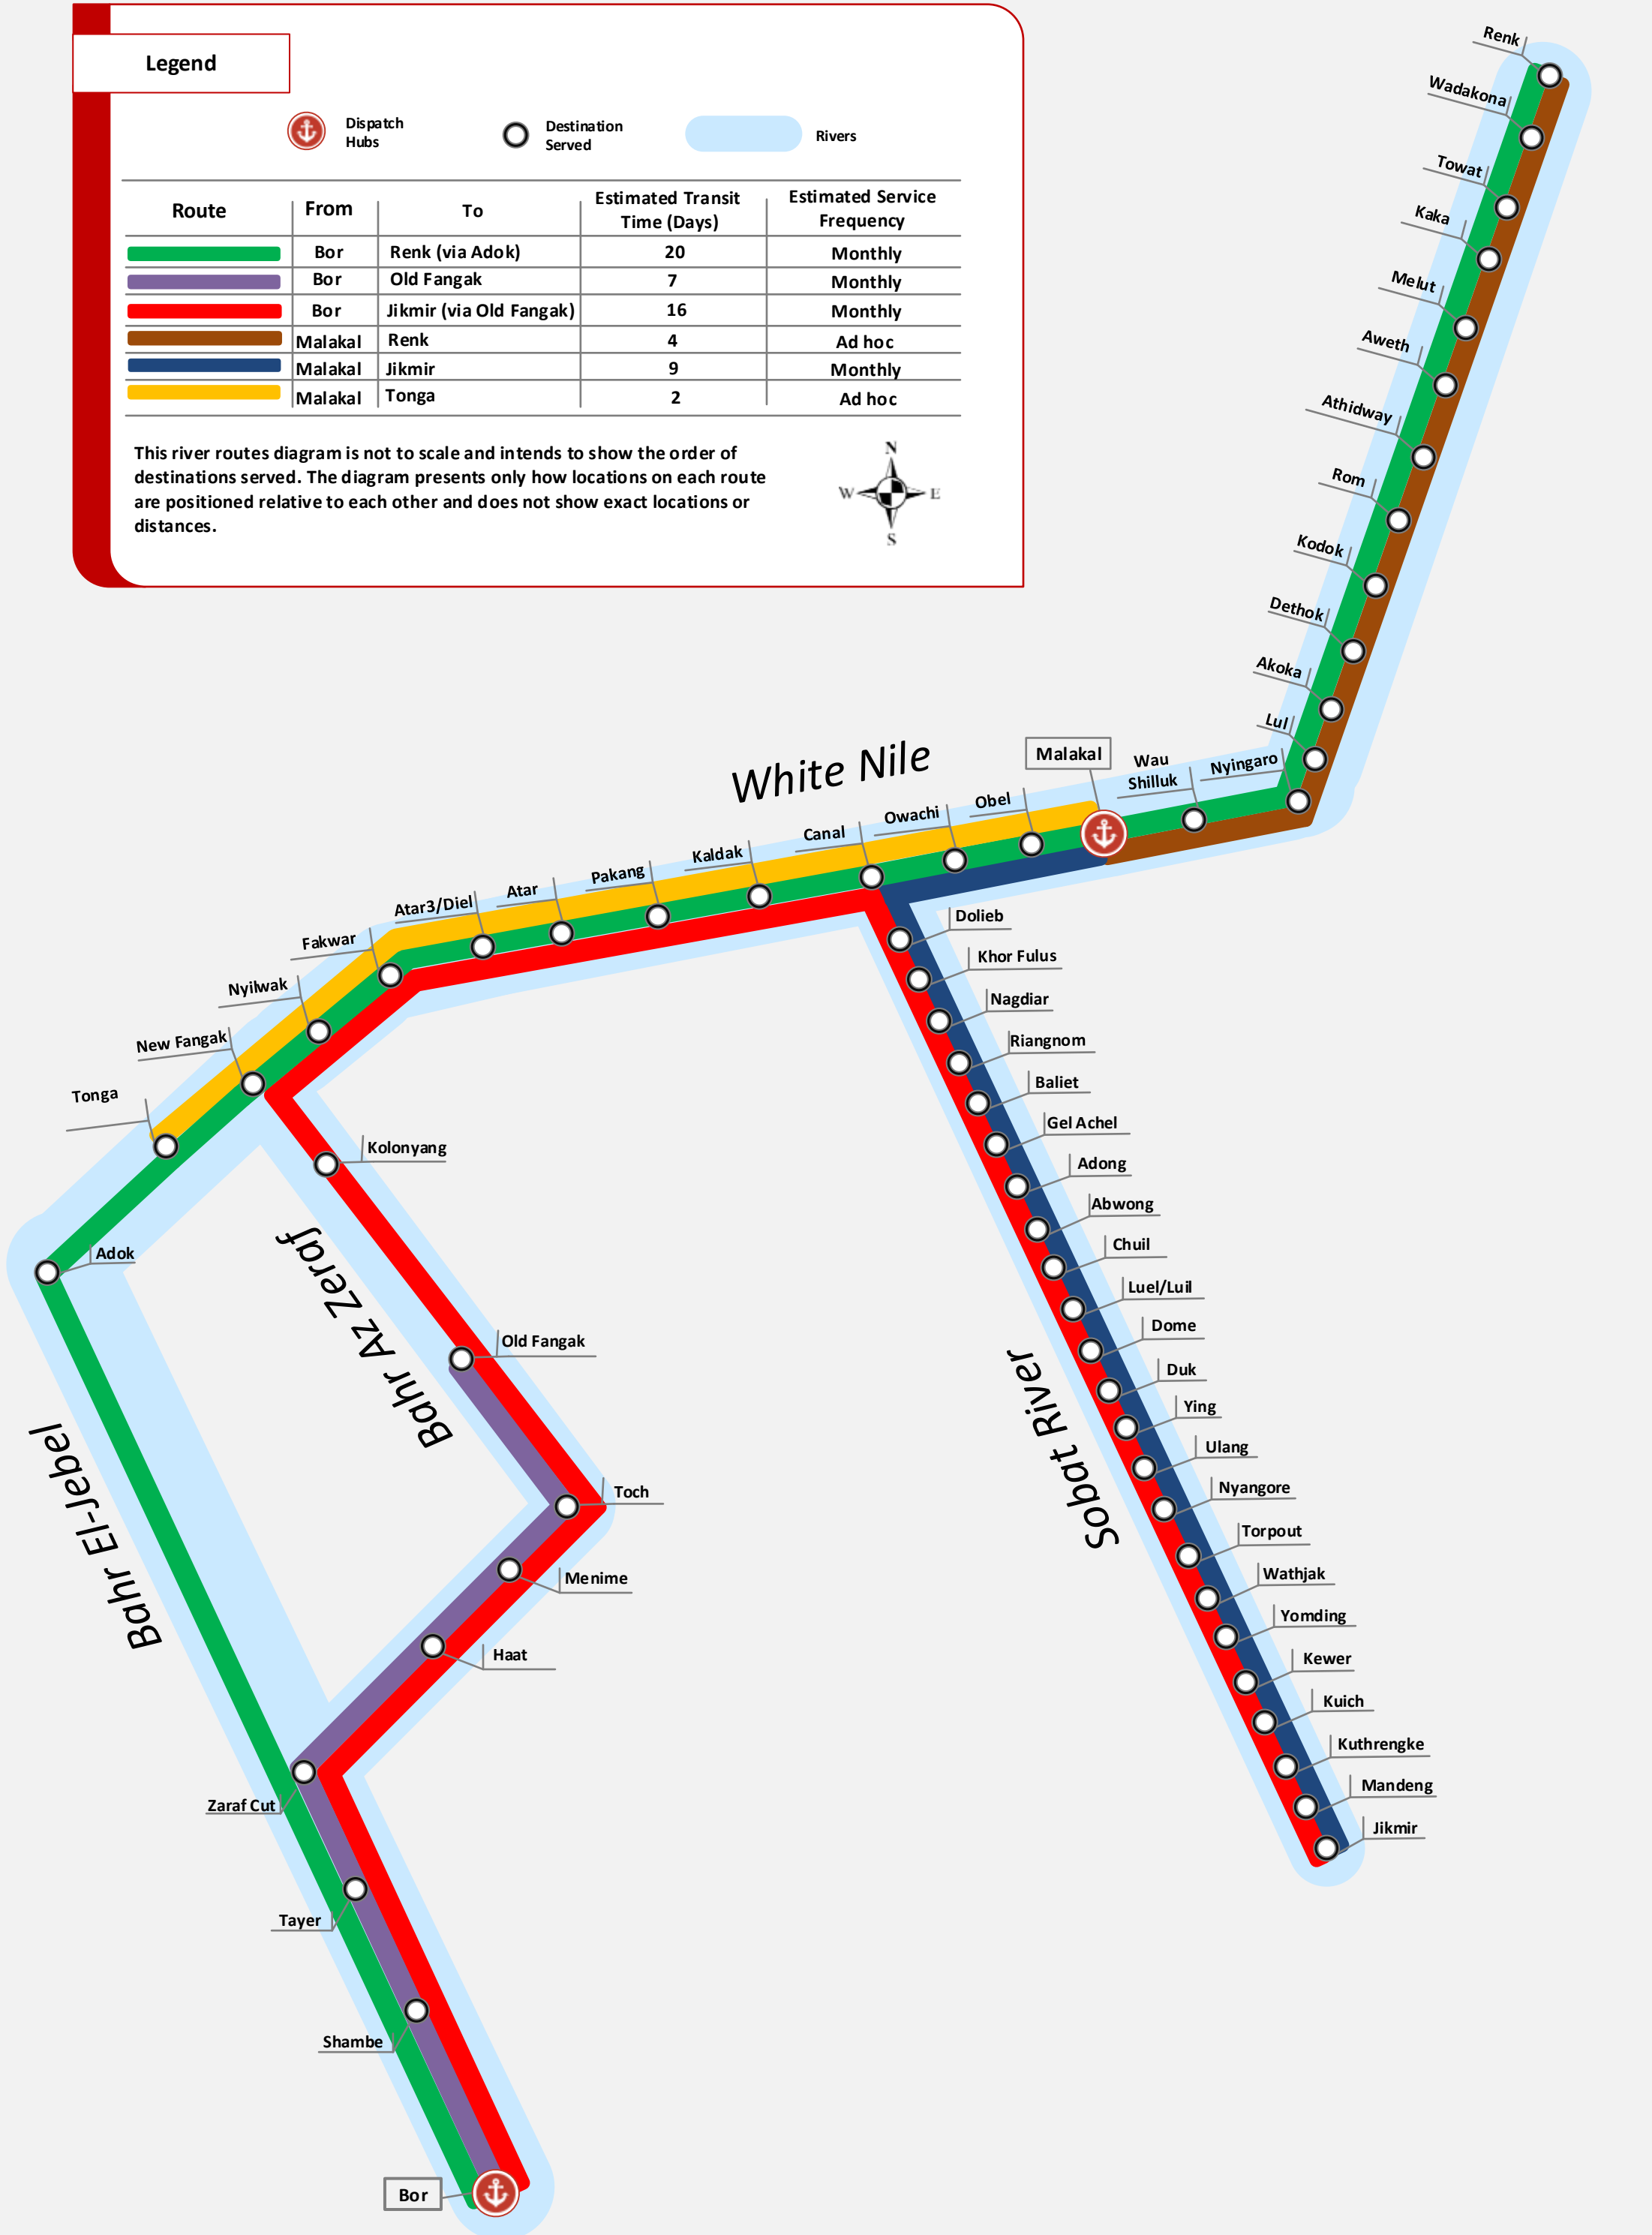 Legend
Dispatch
Hubs
Destination
Served
Rivers
Route From To Estimated Transit Time (Days) Estimated Service Frequency
Bor Renk (via Adok) 20 Monthly
Bor Old Fangak 7 Monthly
Bor Jikmir (via Old Fangak) 16 Monthly
Malakal Renk 4 Ad hoc
Malakal Jikmir 9 Monthly
Malakal Tonga 2 Ad hoc
This river routes diagram is not to scale and intends to show the order of
destinations served. The diagram presents only how locations on each route
are positioned relative to each other and does not show exact locations or
distances.
N
W
E
S
Renk
Wadakona
Towat
Kaka
Melut
Aweth
Athidway
Rom
Kodok
Dethok
Akoka
Lul
Nyingaro
Wau
Shilluk
Malakal
White Nile
Obel
Owachi
Canal
Kaldak
Pakang
Atar
Atar3/Diel
Fakwar
Nyilwak
New Fangak
Tonga
Adok
Kolonyang
Bahr Az Zeraf
Old Fangak
Toch
Menime
Haat
Bahr El-Jebel
Zaraf Cut
Tayer
Shambe
Bor
Dolieb
Khor Fulus
Nagdiar
Riangnom
Baliet
Gel Achel
Adong
Abwong
Chuil
Luel/Luil
Dome
Duk
Ying
Ulang
Nyangore
Torpout
Wathjak
Yomding
Kewer
Kuich
Kuthrengke
Mandeng
Jikmir
Sobat River